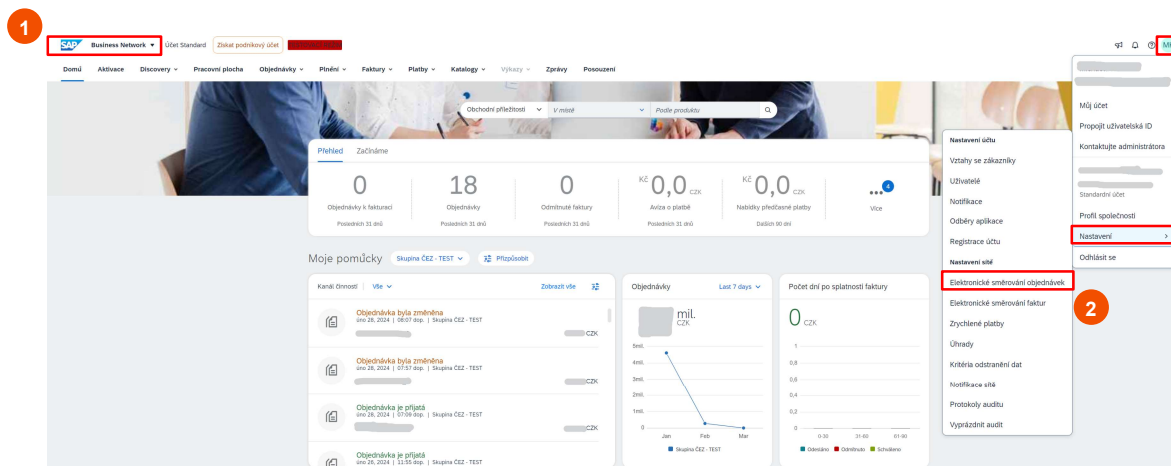 1
SAP Business Network Účet Standard Získat podnikový účet
Domů Aktivace Discovery Pracovní plocha Objednávky Plnění Faktury Platby Katalogy Výkazy Zprávy Posouzení
Obchodní příležitosti V místě Podle produktu
Můj účet
Propojit uživatelská ID
Kontaktujte administrátora
Standardní účet
Profil společnosti
Nastavení
Odhlásit se
Nastavení účtu
Vztahy se zákazníky
Uživatelé
Notifikace
Odběry aplikace
Registrace účtu
Nastavení sítě
Elektronické směrování objednávek
Elektronické směrování faktur
Zrychlené platby
Úhrady
Kritéria odstranění dat
Notifikace sítě
Protokoly auditu
Vyprázdnit audit
2
Přehled Začínáme
0 18 0 Kč 0,0 CZK Kč 0,0 CZK ... 4
Objednávky k fakturaci Objednávky Odmítnuté faktury Avíza o platbě Nabídky předčasné platby Více
Posledních 31 dnů Posledních 31 dnů Posledních 31 dnů Posledních 31 dnů Dalších 90 dní
Moje pomůcky Skupina ČEZ - TEST Přizpůsobit
Kanál činností Vše Zobrazit vše
Objednávka byla změněna
úno 28, 2024 | 08:07 dop. | Skupina ČEZ - TEST
CZK
Objednávka byla změněna
úno 28, 2024 | 07:57 dop. | Skupina ČEZ - TEST
CZK
Objednávka je přijatá
úno 28, 2024 | 07:09 dop. | Skupina ČEZ - TEST
CZK
Objednávka je přijatá
úno 26, 2024 | 11:55 dop. | Skupina ČEZ - TEST
Objednávky Last 7 days
mil.
CZK
5mil.
4mil.
3mil.
2mil.
1mil.
0
Jan Feb Mar
Skupina ČEZ - TEST
Počet dní po splatnosti faktury
0 CZK
1
0,8
0,6
0,4
0,2
0
0-30 31-60 61-90
Odesláno Odmítnuto Schváleno